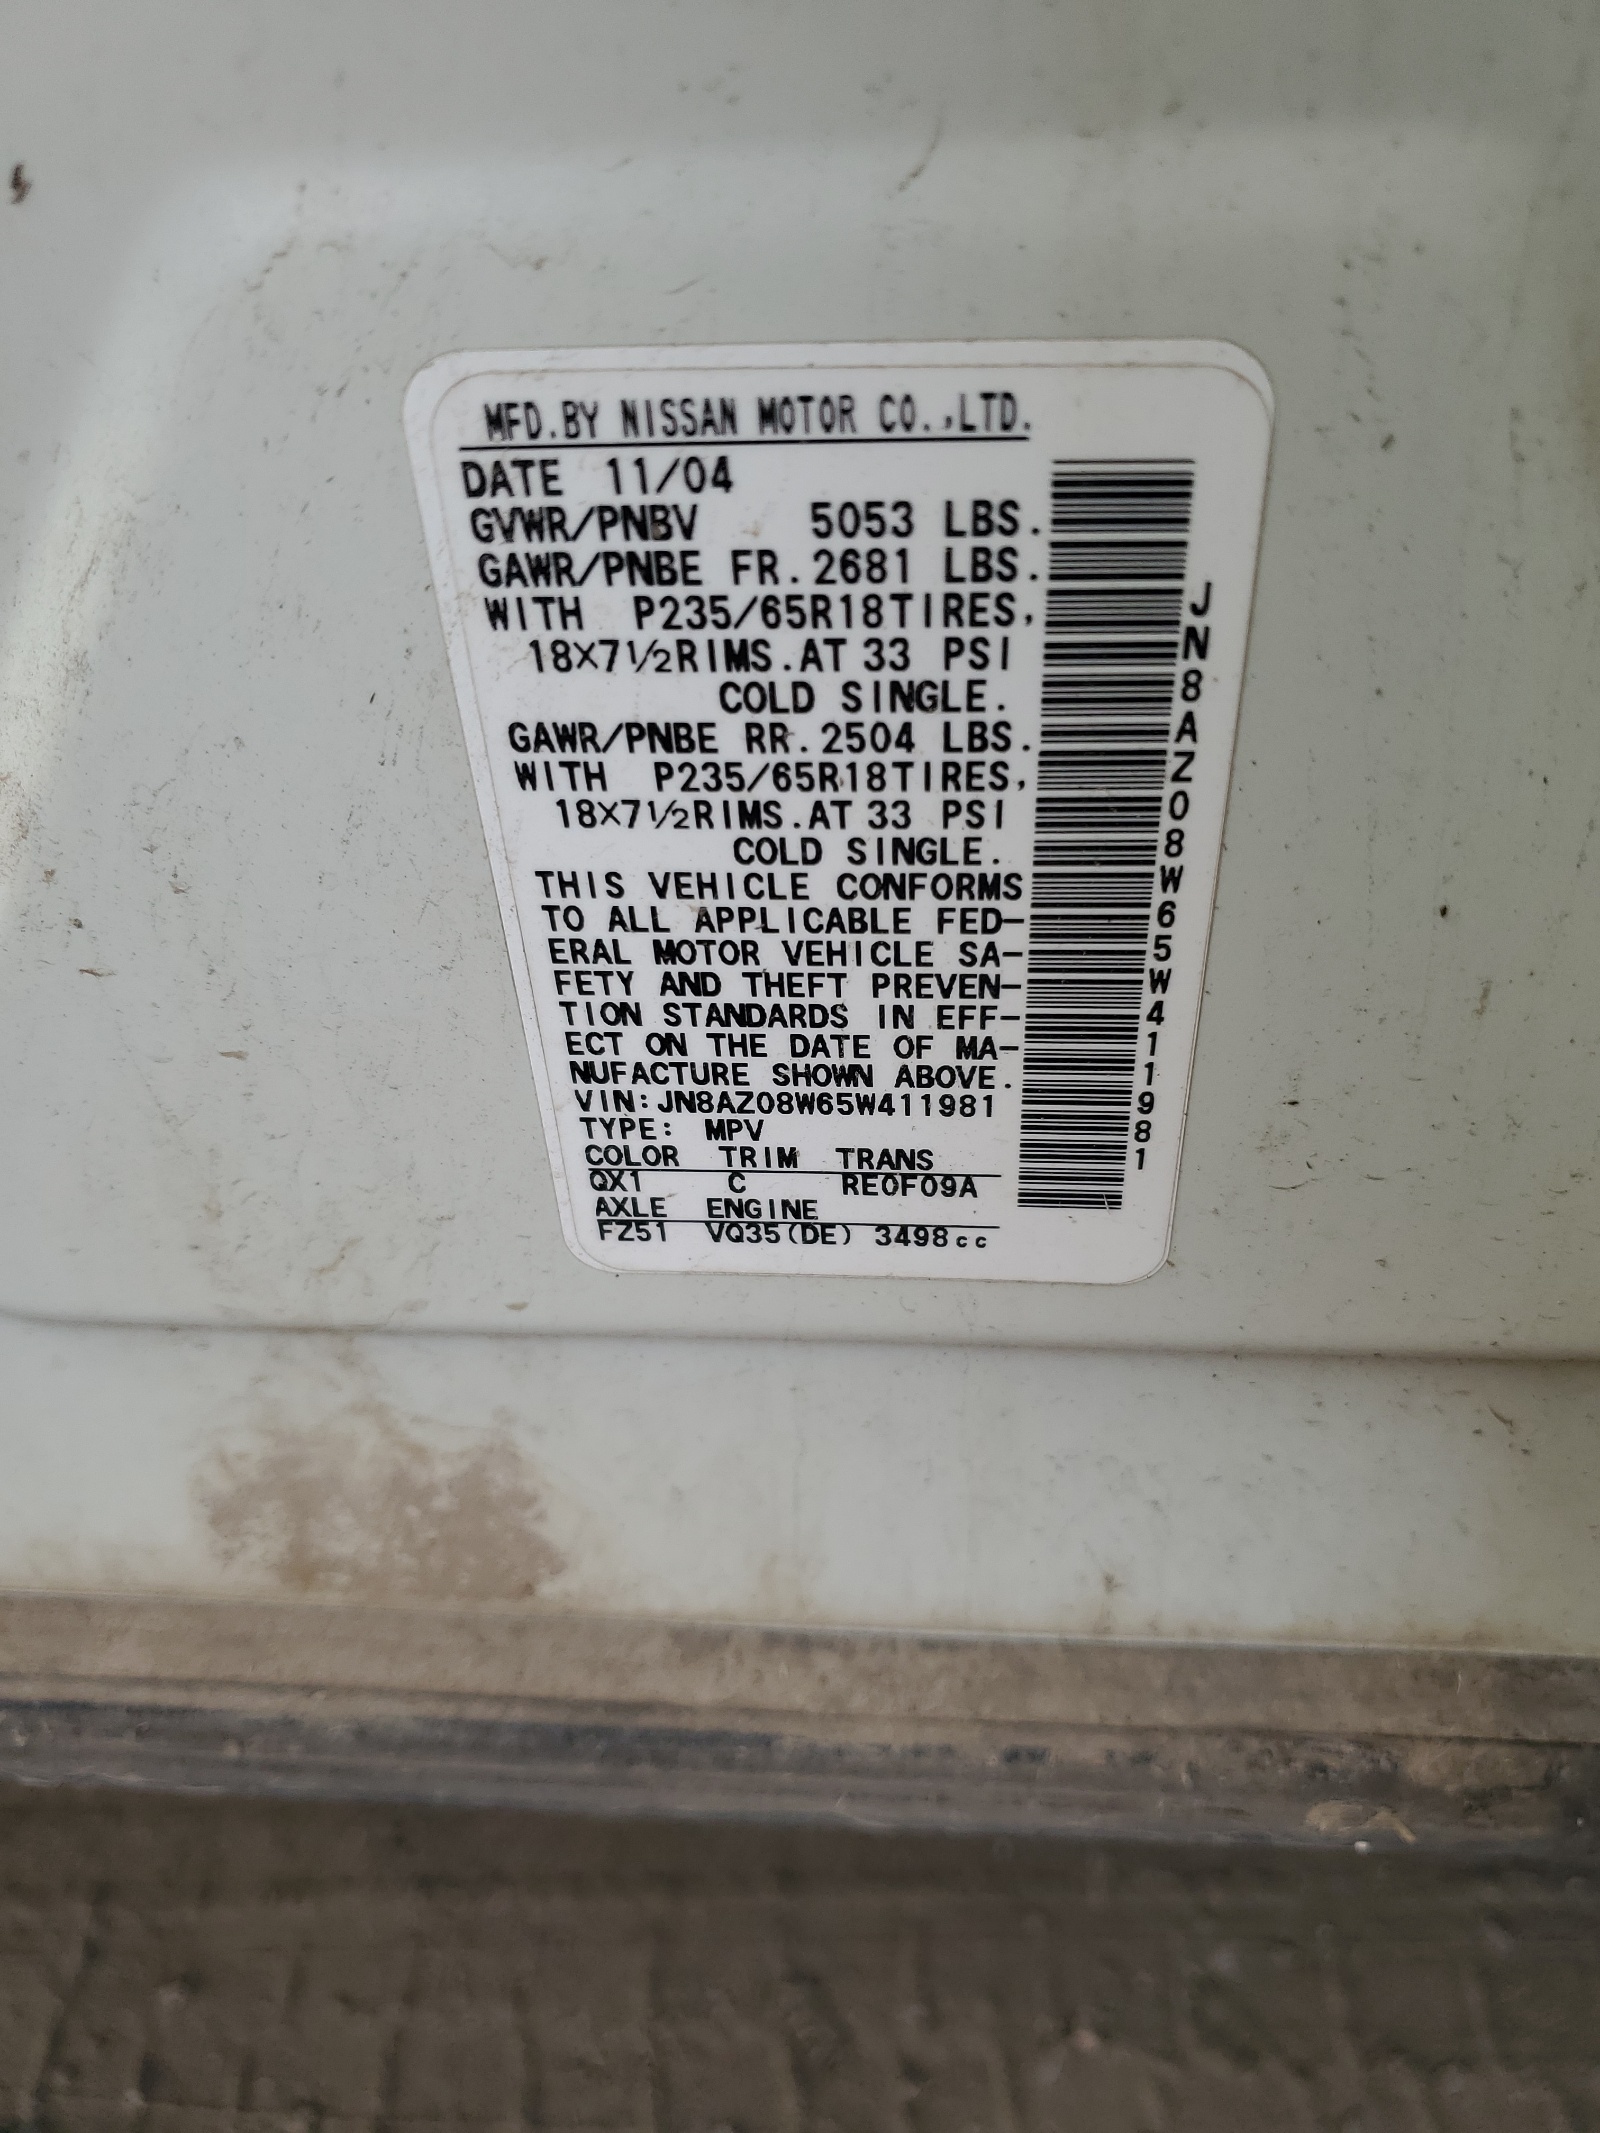 MFD.BY NISSAN MOTOR CO.,LTD.
DATE 11/04
GVWR/PNBV 5053 LBS.
GAWR/PNBE FR.2681 LBS.
WITH P235/65R18TIRES,
18X7½RIMS.AT 33 PSI
COLD SINGLE.
GAWR/PNBE RR.2504 LBS.
WITH P235/65R18TIRES,
18X7½RIMS.AT 33 PSI
COLD SINGLE.
THIS VEHICLE CONFORMS
TO ALL APPLICABLE FED-
ERAL MOTOR VEHICLE SA-
FETY AND THEFT PREVEN-
TION STANDARDS IN EFF-
ECT ON THE DATE OF MA-
NUFACTURE SHOWN ABOVE.
VIN:JN8AZ08W65W411981
TYPE: MPV
COLOR TRIM TRANS
QX1 C RE0F09A
AXLE ENGINE
FZ51 VQ35(DE) 3498cc
JN8AZ08W65W411981